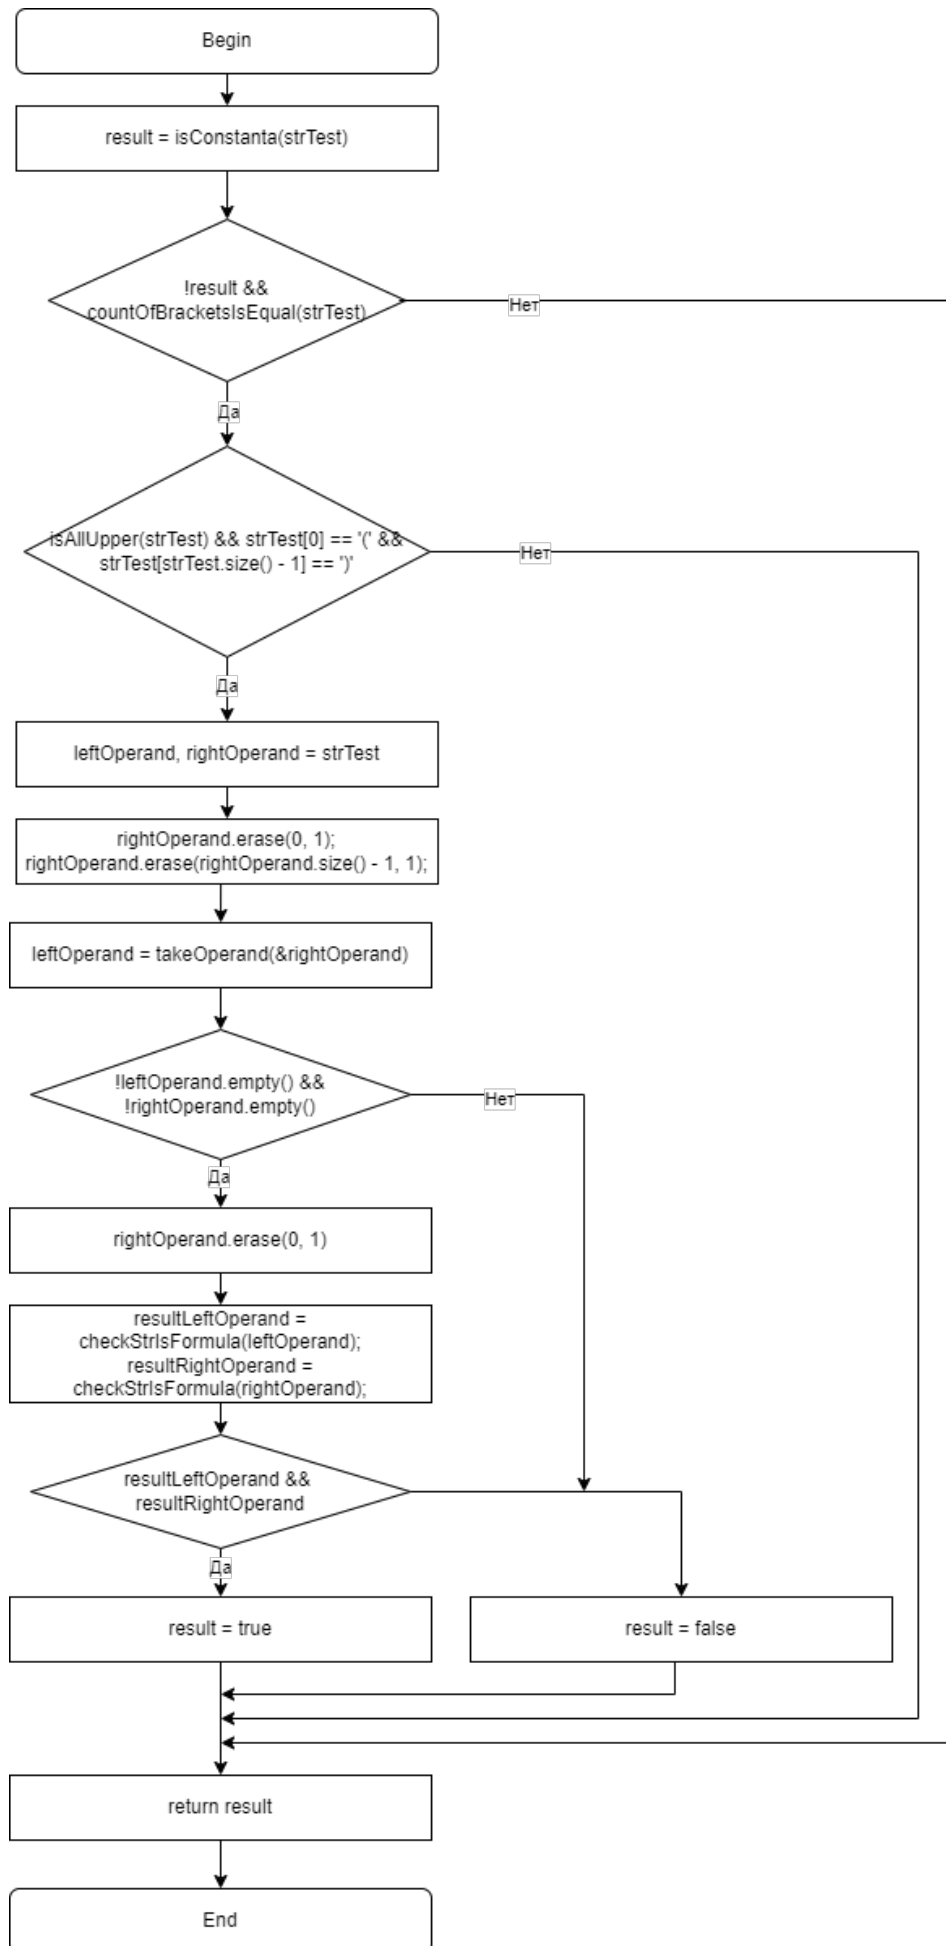 Begin
result = isConstanta(strTest)
!result &&
countOfBracketsIsEqual(strTest)
Нет
Да
isAllUpper(strTest) && strTest[0] == '(' &&
strTest[strTest.size() - 1] == ')'
Нет
Да
leftOperand, rightOperand = strTest
rightOperand.erase(0, 1);
rightOperand.erase(rightOperand.size() - 1, 1);
leftOperand = takeOperand(&rightOperand)
!leftOperand.empty() &&
!rightOperand.empty()
Нет
Да
rightOperand.erase(0, 1)
resultLeftOperand =
checkStrIsFormula(leftOperand);
resultRightOperand =
checkStrIsFormula(rightOperand);
resultLeftOperand &&
resultRightOperand
Да
result = true
result = false
return result
End